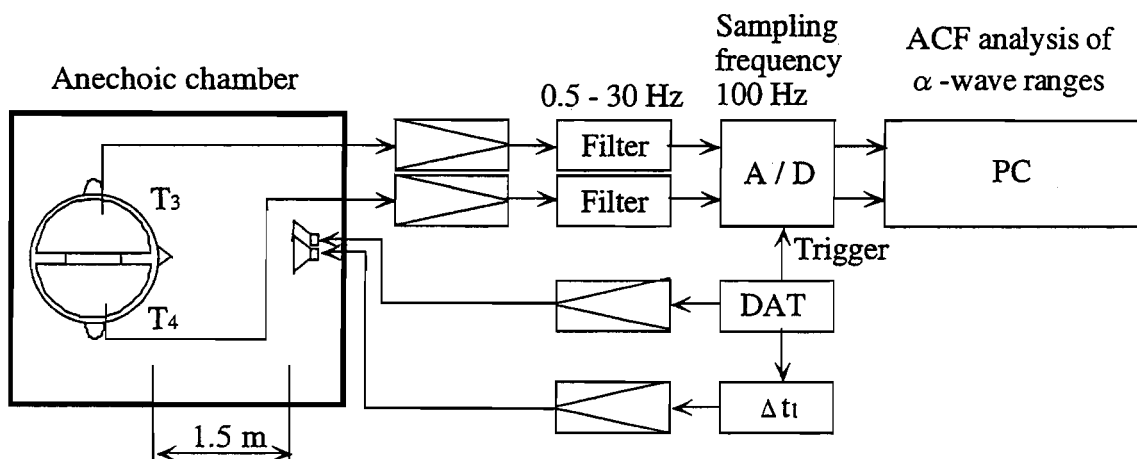 Anechoic chamber
0.5 - 30 Hz
Sampling
frequency
100 Hz
ACF analysis of
α -wave ranges
T3
T4
Filter
Filter
A / D
PC
Trigger
DAT
Δt1
1.5 m